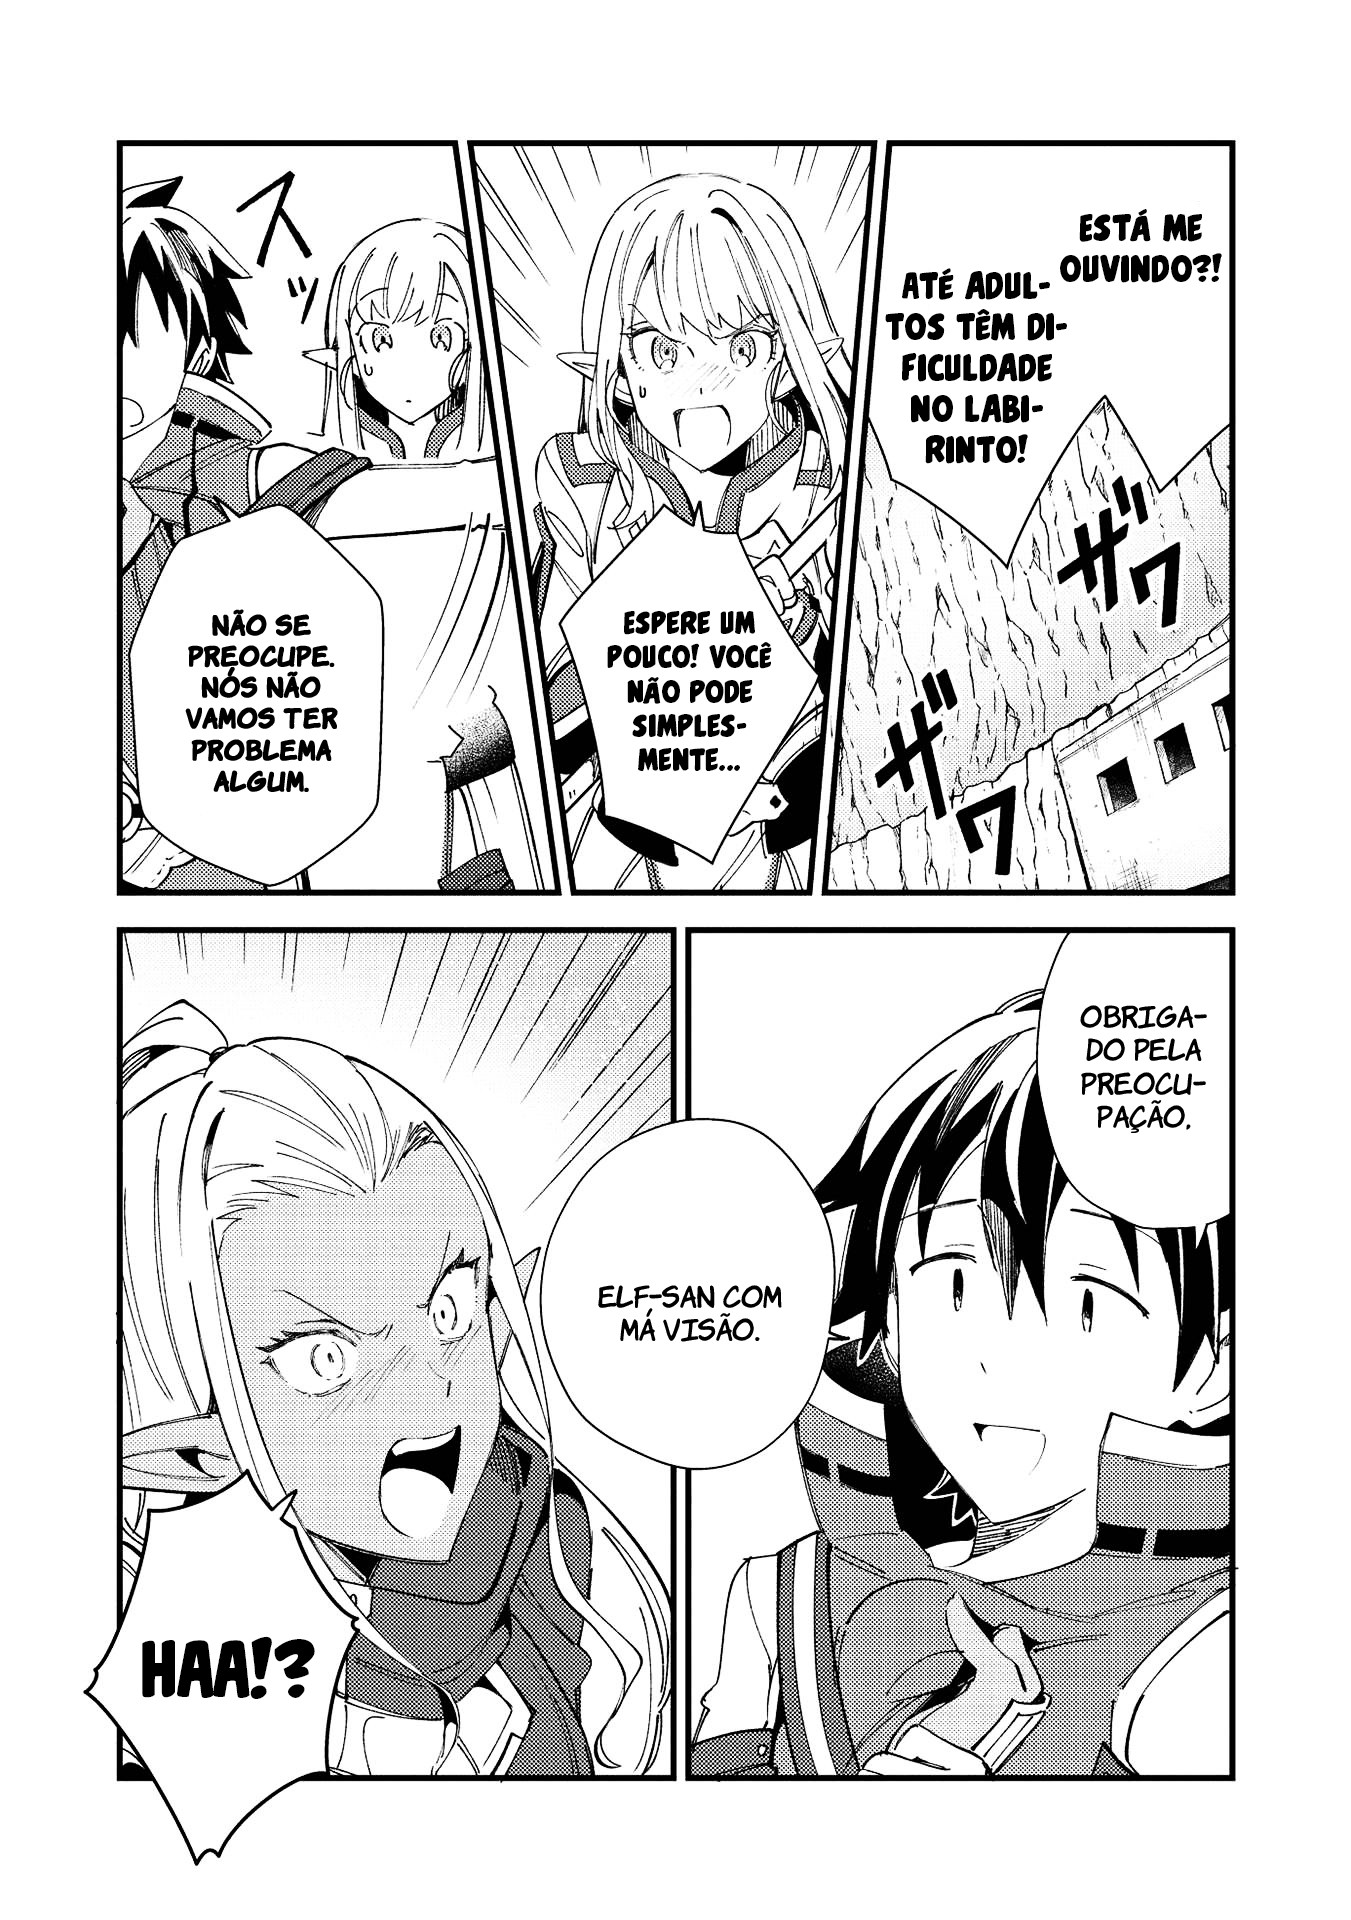 ESTÁ ME
OUVINDO?!
ATÉ ADUL-
TOS TÊM DI-
FICULDADE
NO LABI-
RINTO!
ザワ
ザワ
ESPERE UM
POUCO! VOCÊ
NÃO PODE
SIMPLES-
MENTE...
スッ
NÃO SE
PREOCUPE.
NÓS NÃO
VAMOS TER
PROBLEMA
ALGUM.
OBRIGA-
DO PELA
PREOCU-
PAÇÃO.
ELF-SAN COM
MÁ VISÃO.
HAA!?